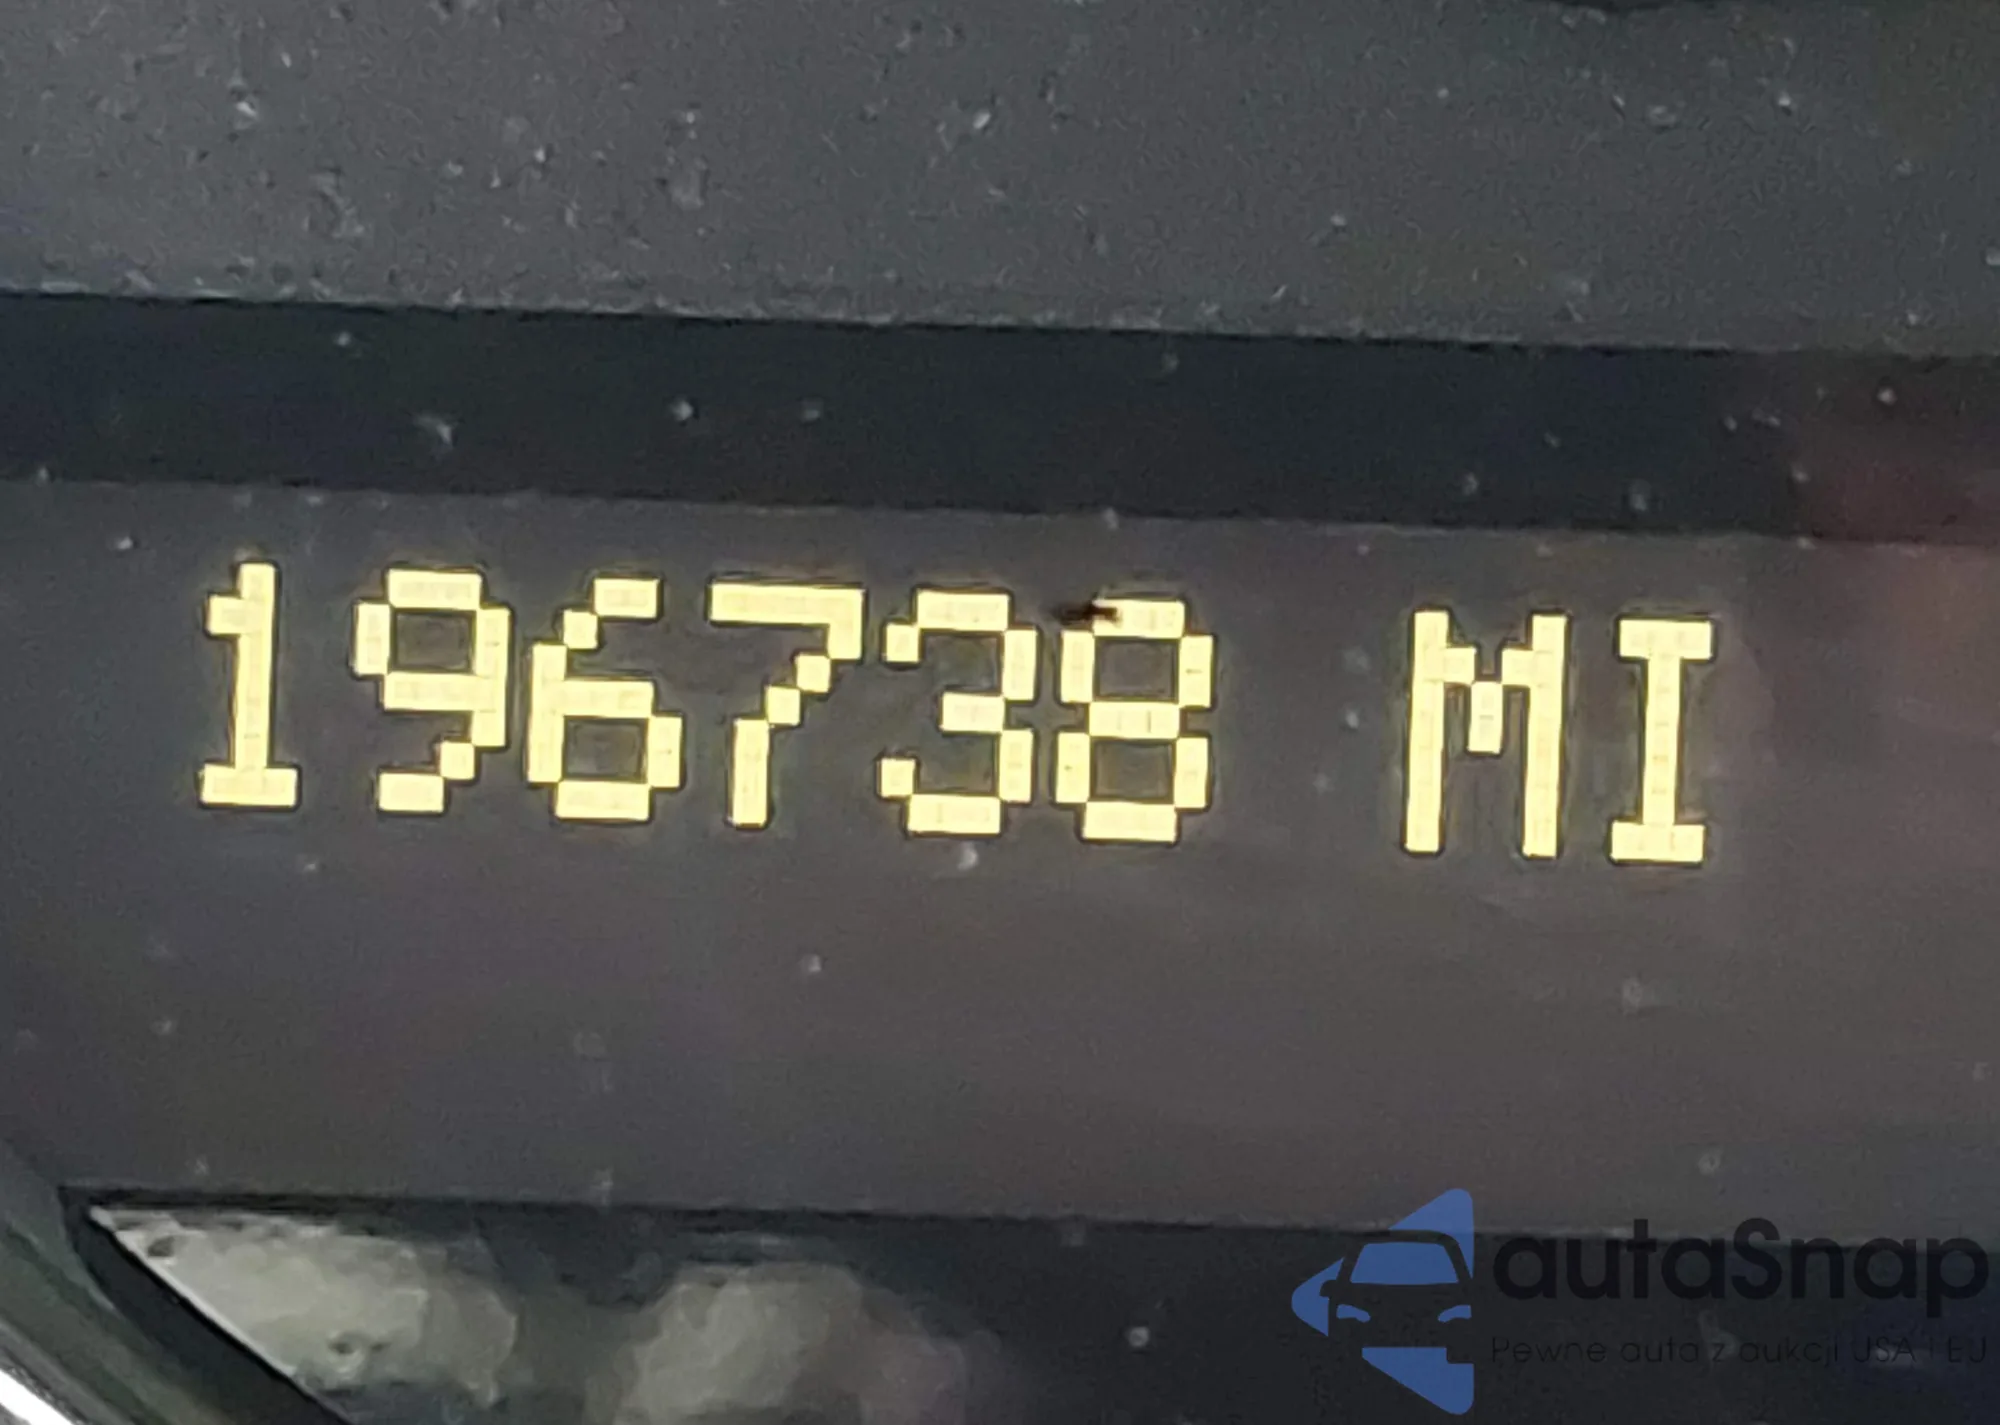 196738 MI
autaSnap
Pewne auta z aukcji USA i EU